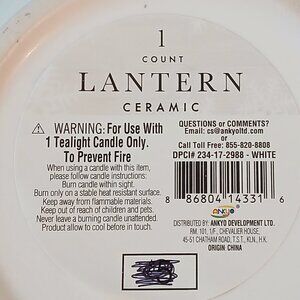 1
COUNT
LANTERN
CERAMIC
WARNING: For Use With
1 Tealight Candle Only.
To Prevent Fire
When using a candle with this item,
please follow candle instructions:
Burn candle within sight.
Burn only on a stable heat resistant surface.
Keep away from flammable materials.
Keep out of reach of children and pets.
Never leave a burning candle unattended.
Product allow to cool before in touch.
QUESTIONS or COMMENTS?
Email: cs@ankyoltd.com
or
Call Toll Free: 855-820-8808
DPCI# 234-17-2988 - WHITE
8 86804 14331 6
ANKYO
DISTRIBUTED BY: ANKYO DEVELOPMENT LTD.
RM. 101, 1/F., CHEVALIER HOUSE,
45-51 CHATHAM ROAD, T.S.T., KLN., H.K.
ORIGIN: CHINA